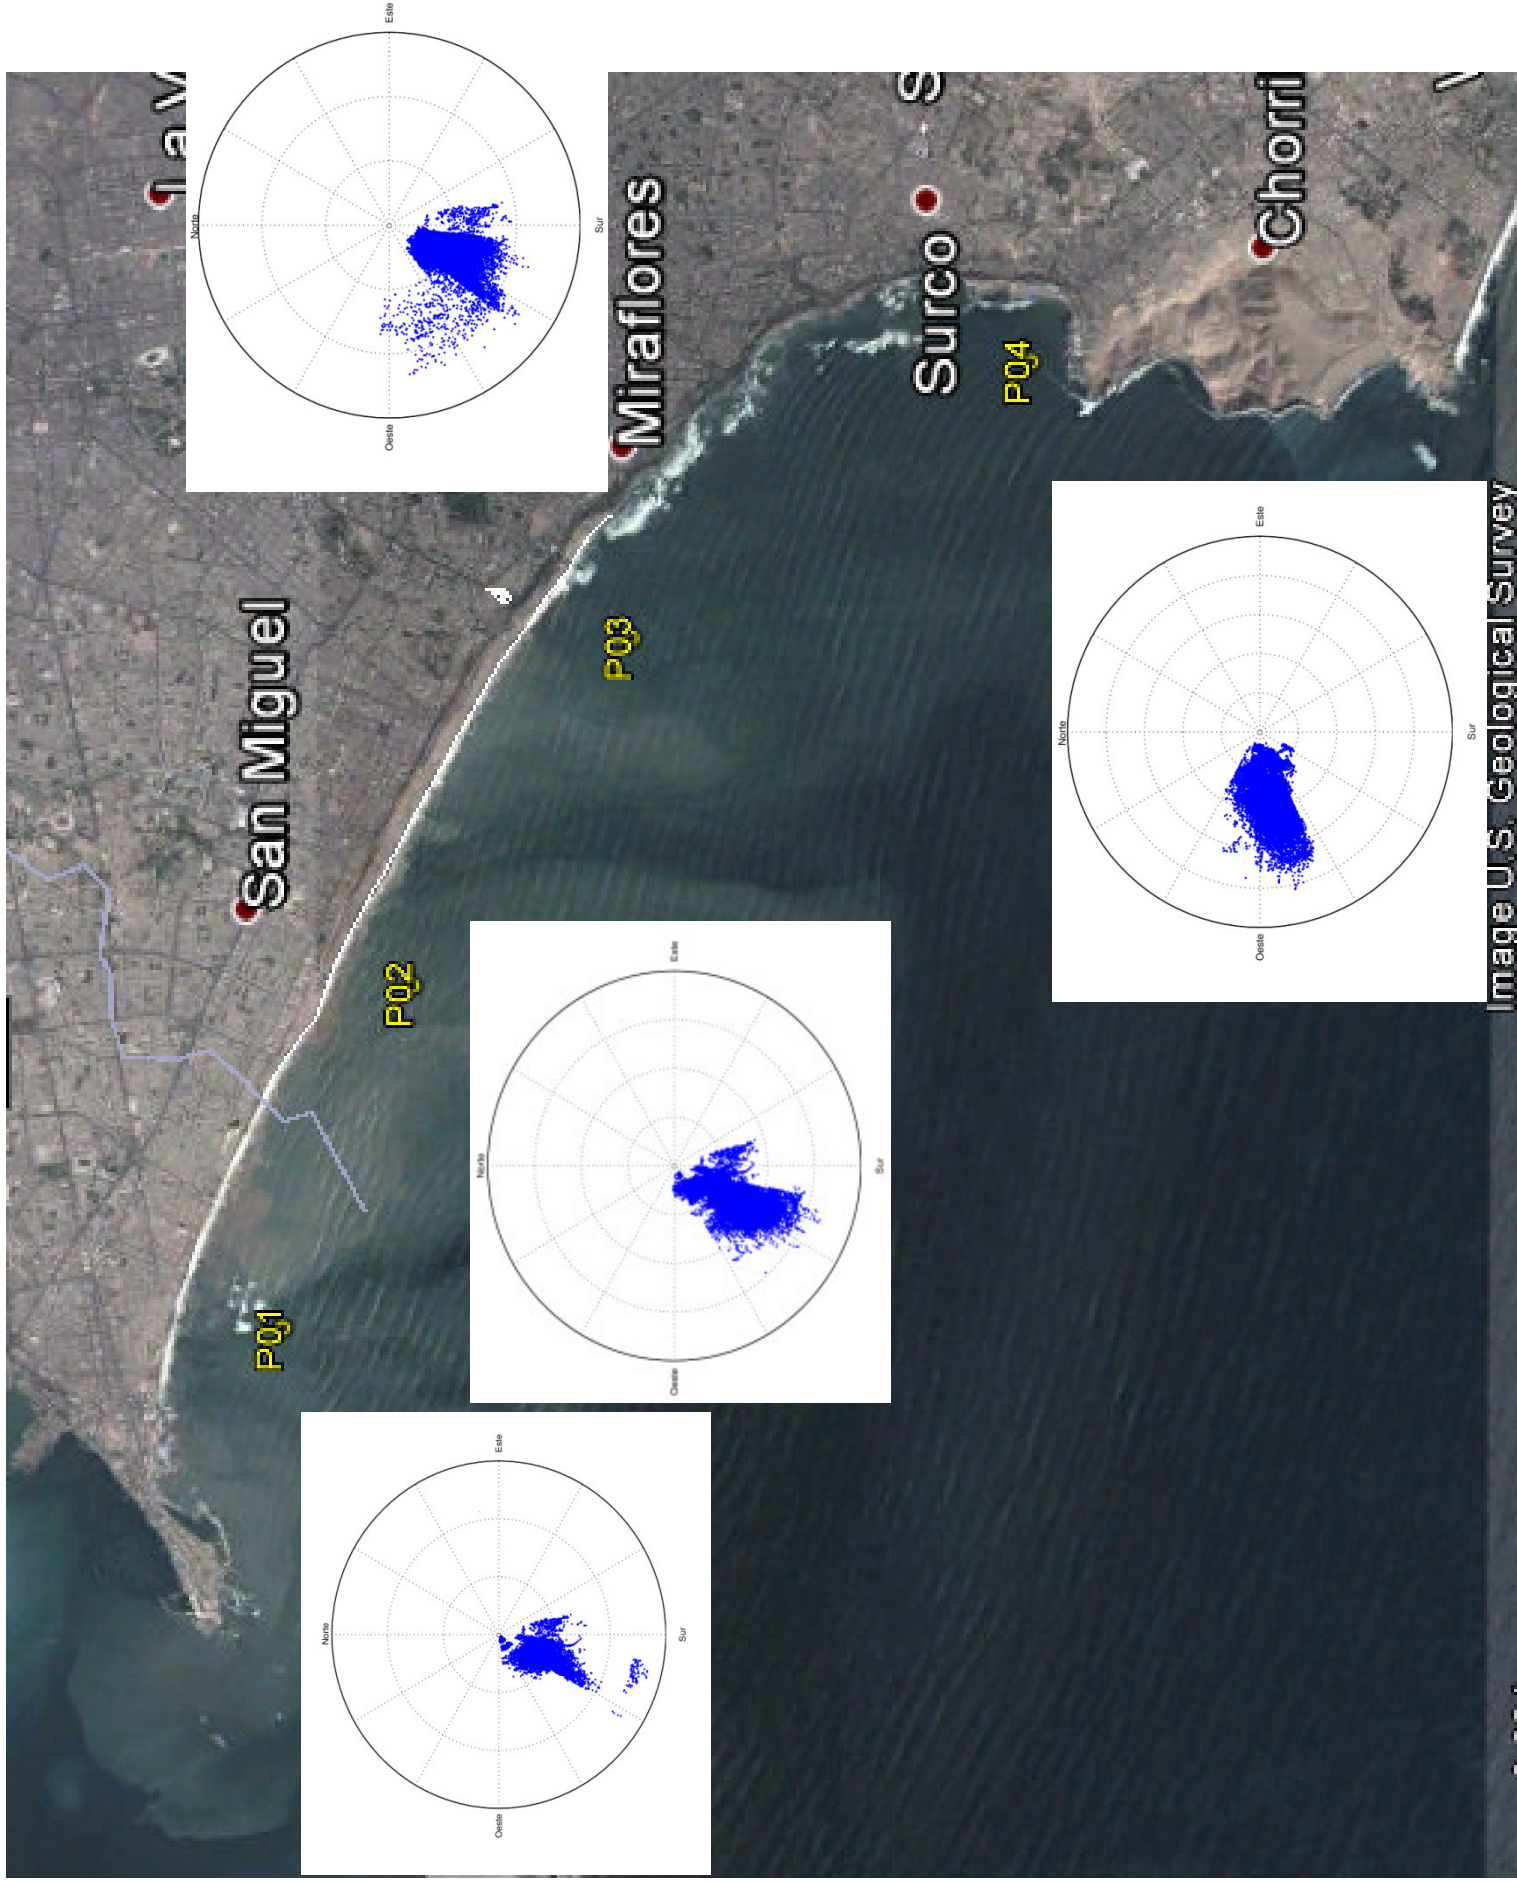 La V
San Miguel
Miraflores
Surco
S
Chorri
P01
P02
P03
P04
Norte
Este
Sur
Oeste
Norte
Este
Sur
Oeste
Norte
Este
Sur
Oeste
Norte
Este
Sur
Oeste
Image U.S. Geological Survey